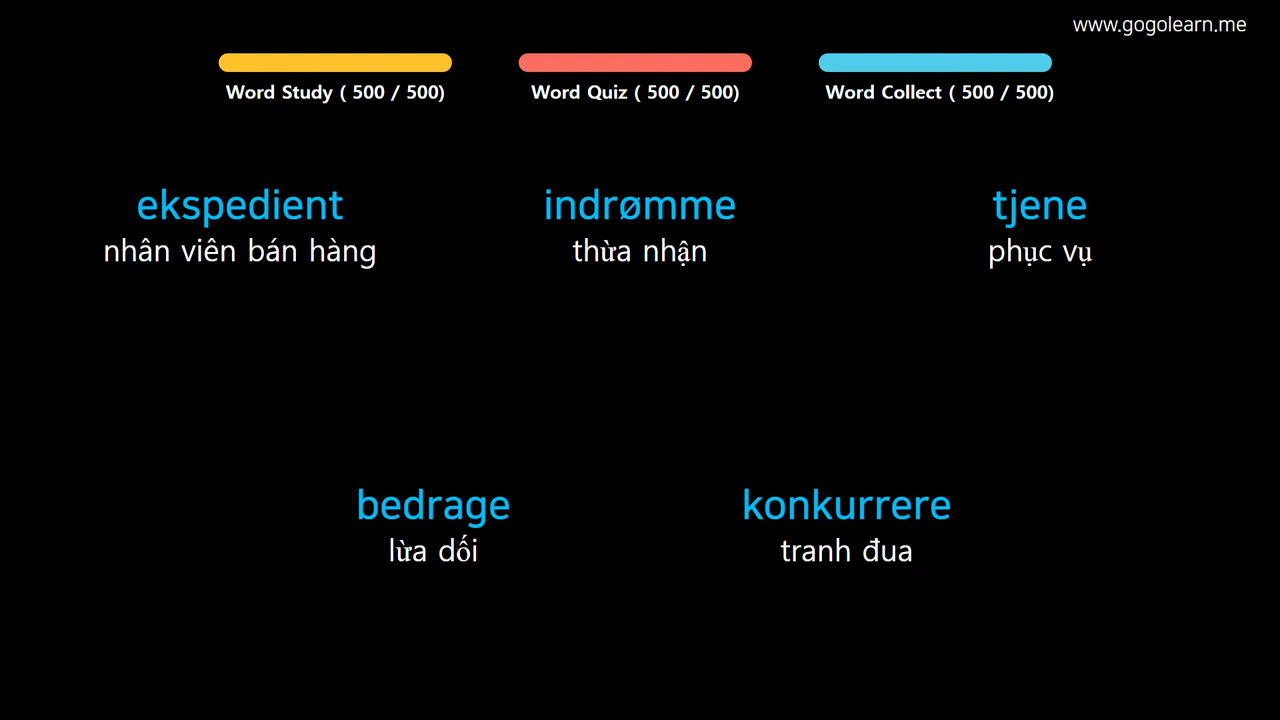 www.gogolearn.me
Word Study ( 500 / 500)
Word Quiz ( 500 / 500)
Word Collect ( 500 / 500)
ekspedient
nhân viên bán hàng
indrømme
thừa nhận
tjene
phục vụ
bedrage
lừa dối
konkurrere
tranh đua